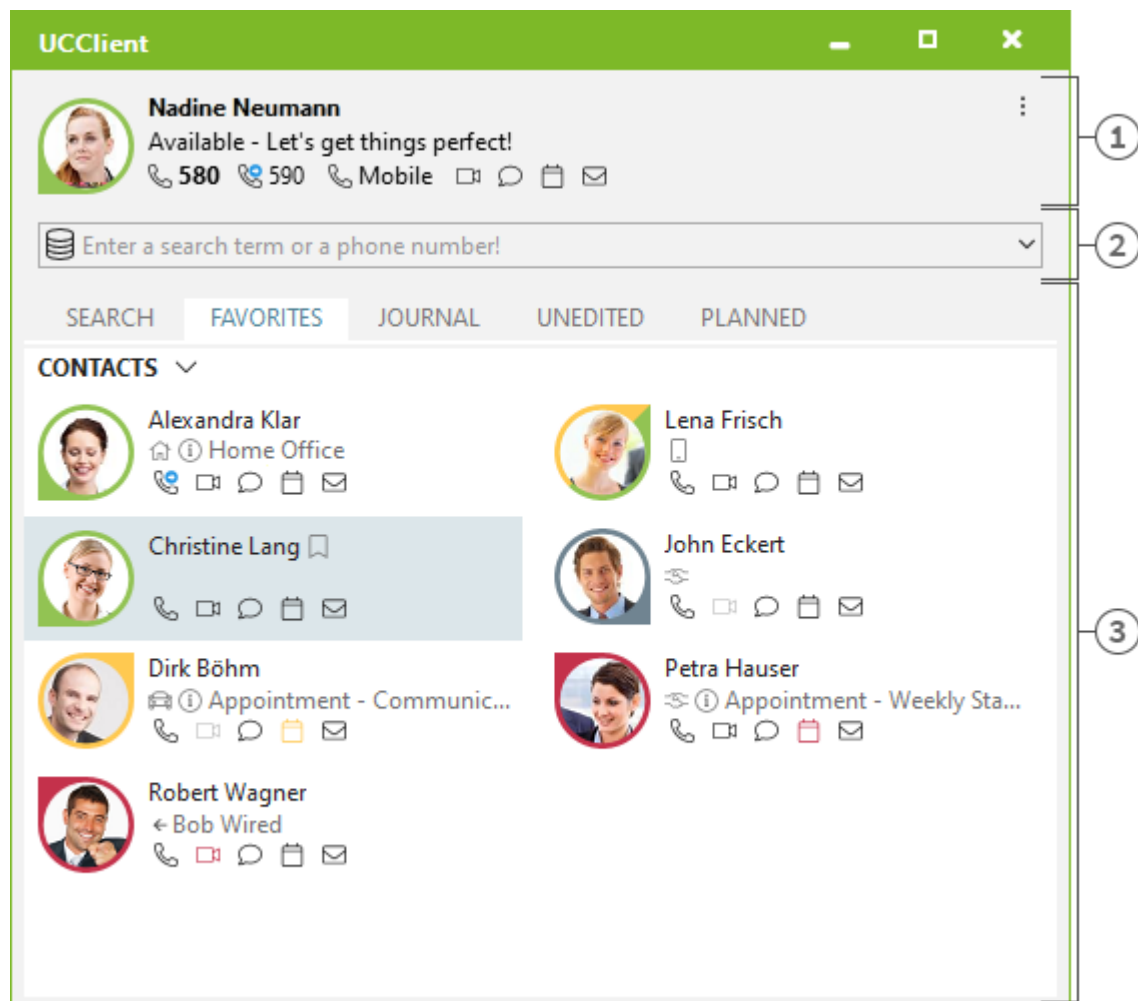 UCClient
Nadine Neumann
Available - Let's get things perfect!
580 590 Mobile
1
Enter a search term or a phone number!
2
SEARCH FAVORITES JOURNAL UNEDITED PLANNED
CONTACTS
Alexandra Klar
Home Office
Lena Frisch
Christine Lang
John Eckert
3
Dirk Böhm
Appointment - Communic...
Petra Hauser
Appointment - Weekly Sta...
Robert Wagner
Bob Wired